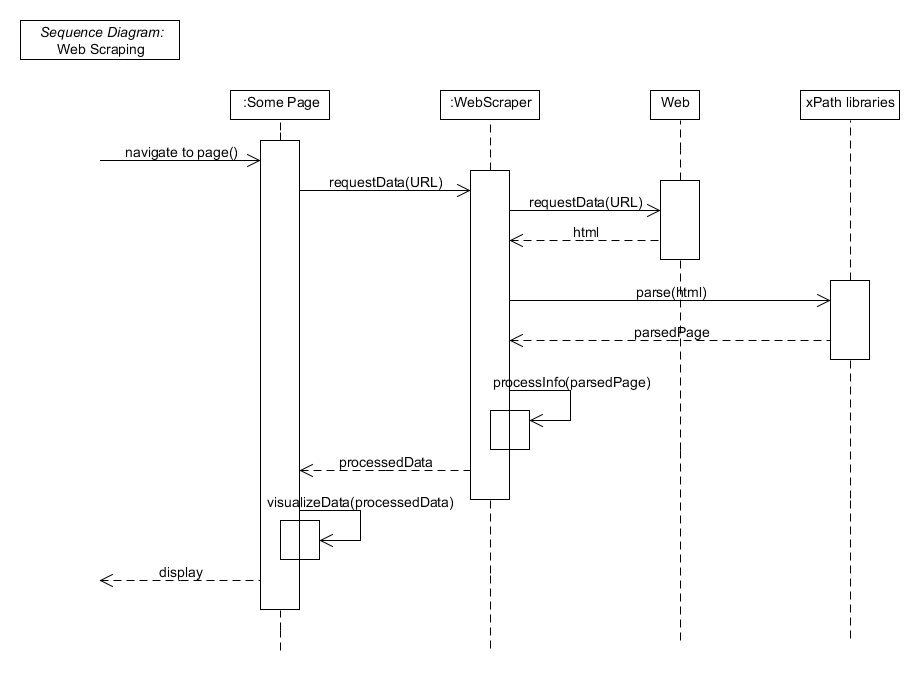 Sequence Diagram:
Web Scraping
:Some Page
:WebScraper
Web
xPath libraries
navigate to page()
requestData(URL)
requestData(URL)
html
parse(html)
parsedPage
processInfo(parsedPage)
processedData
visualizeData(processedData)
display